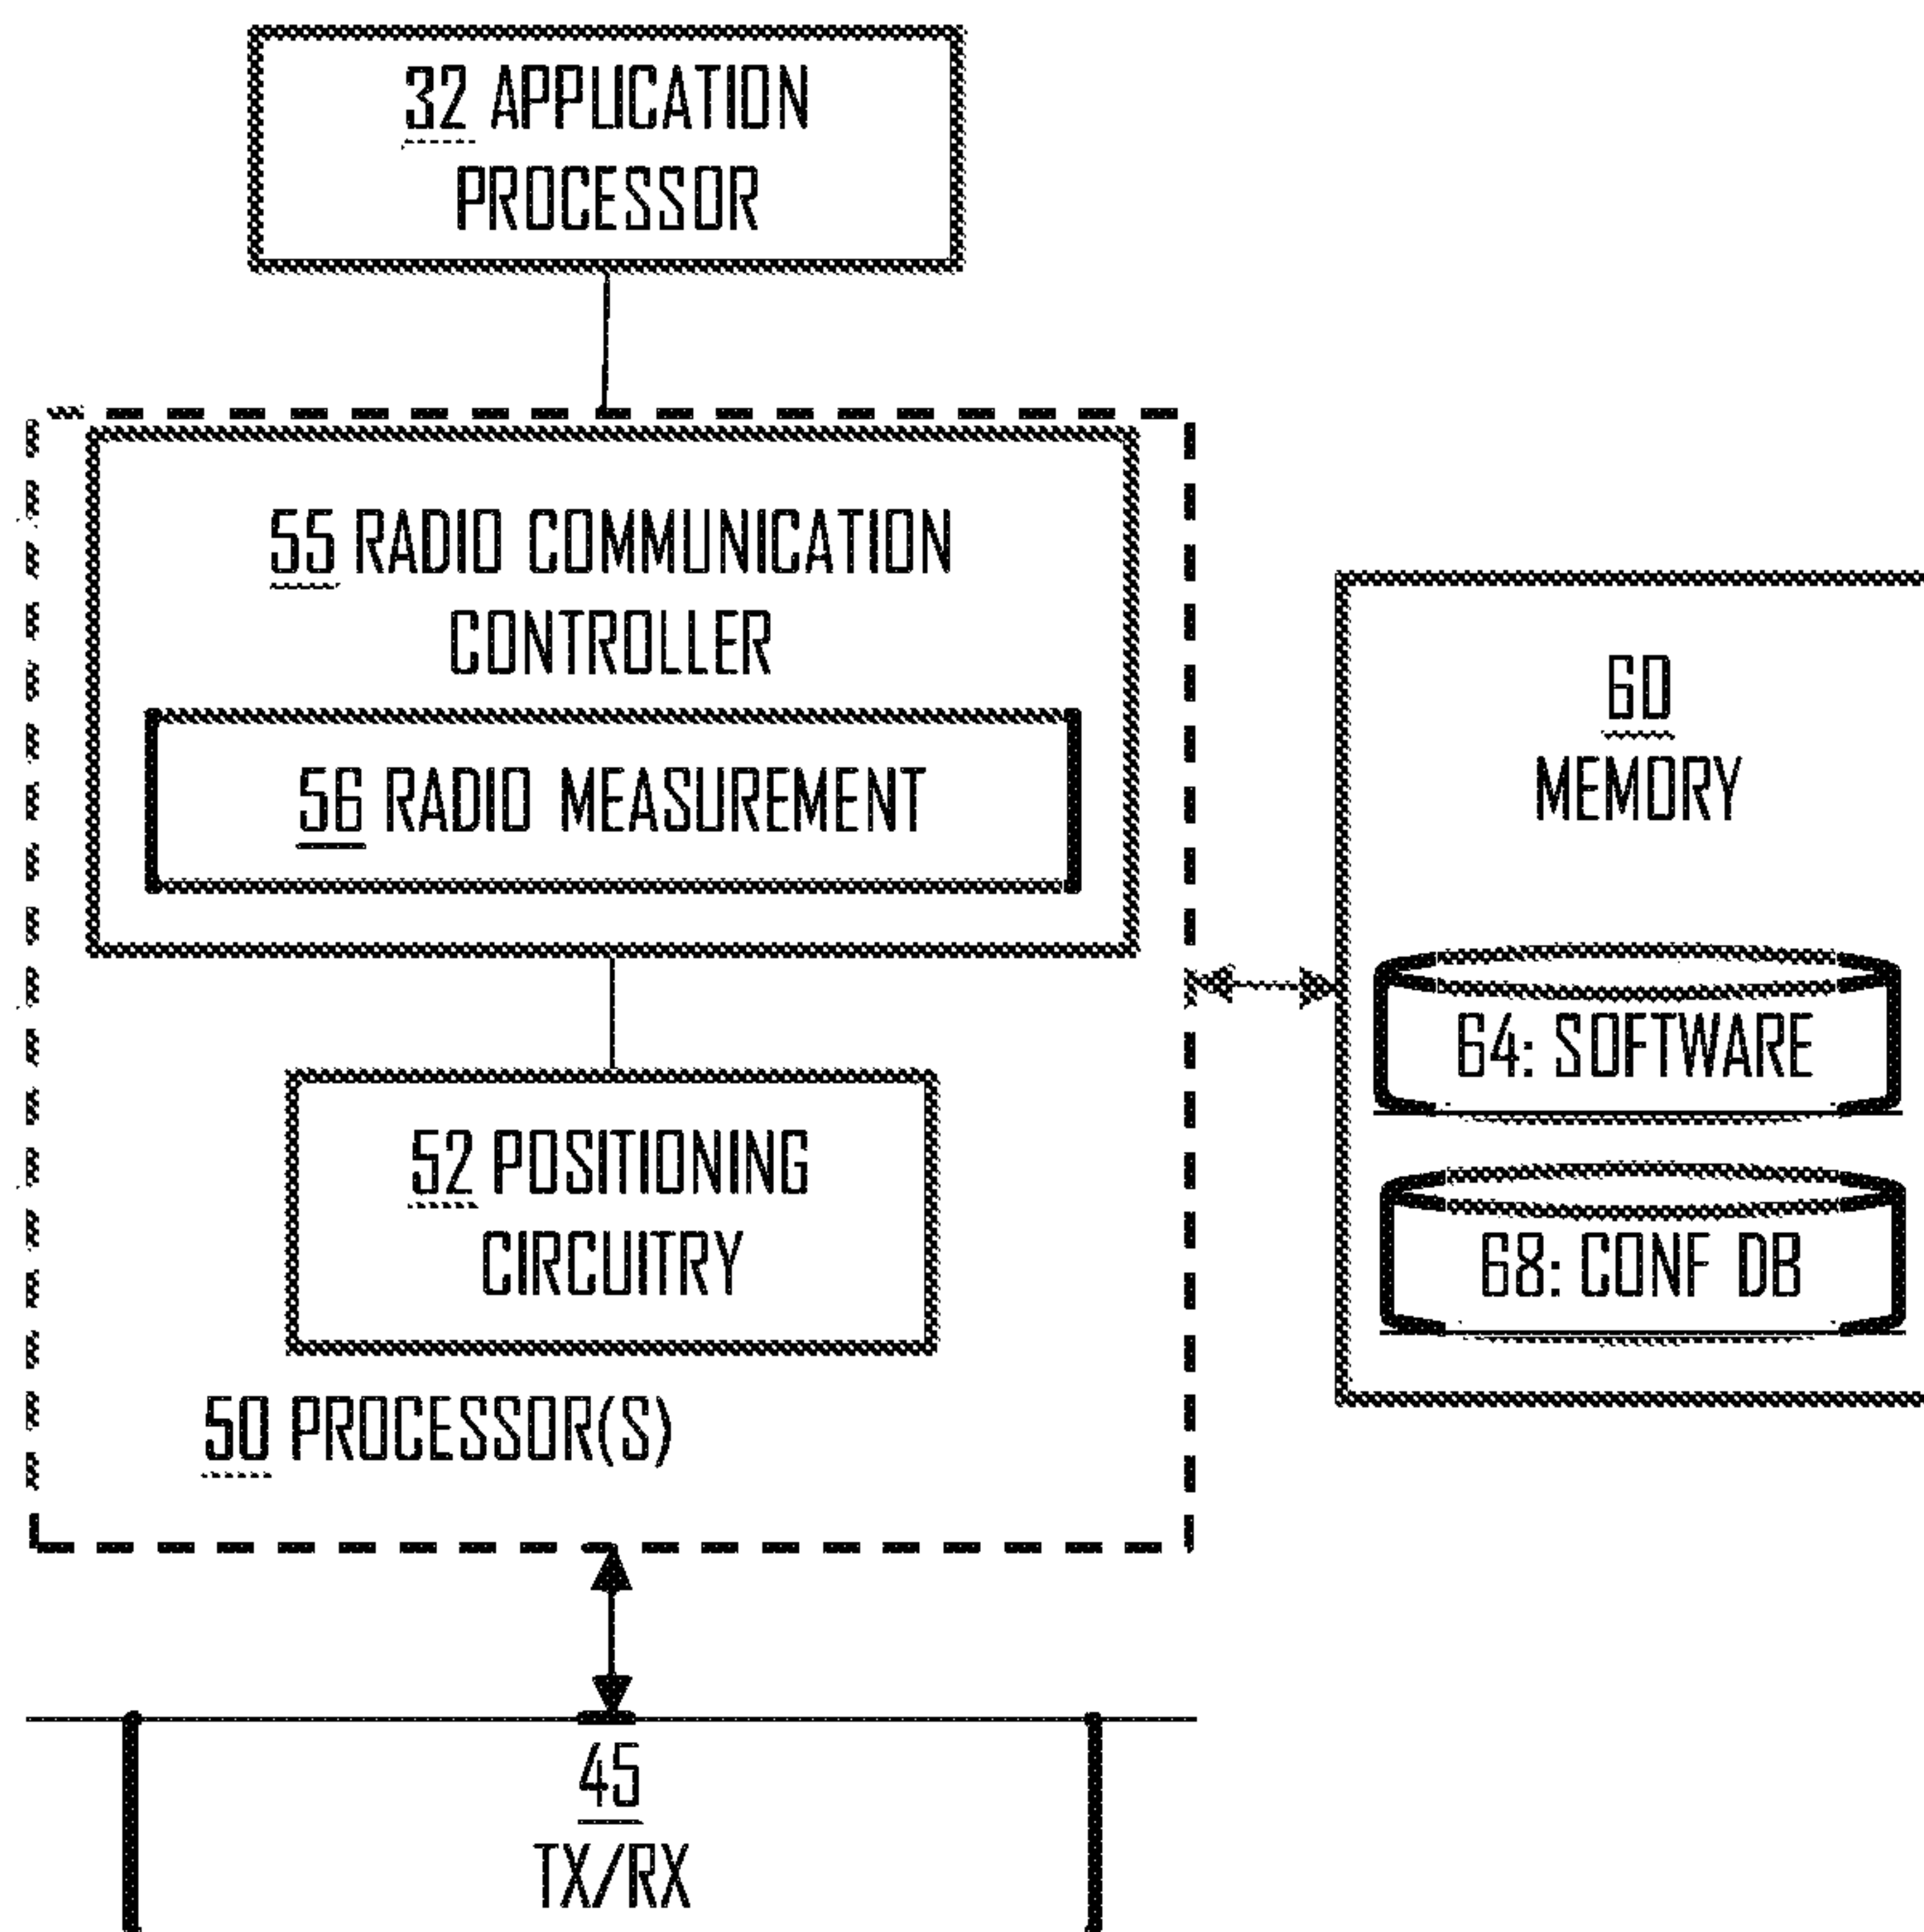 32 APPLICATION
PROCESSOR
55 RADIO COMMUNICATION
CONTROLLER
56 RADIO MEASUREMENT
52 POSITIONING
CIRCUITRY
50 PROCESSOR(S)
60
MEMORY
64: SOFTWARE
68: CONF DB
45
TX/RX